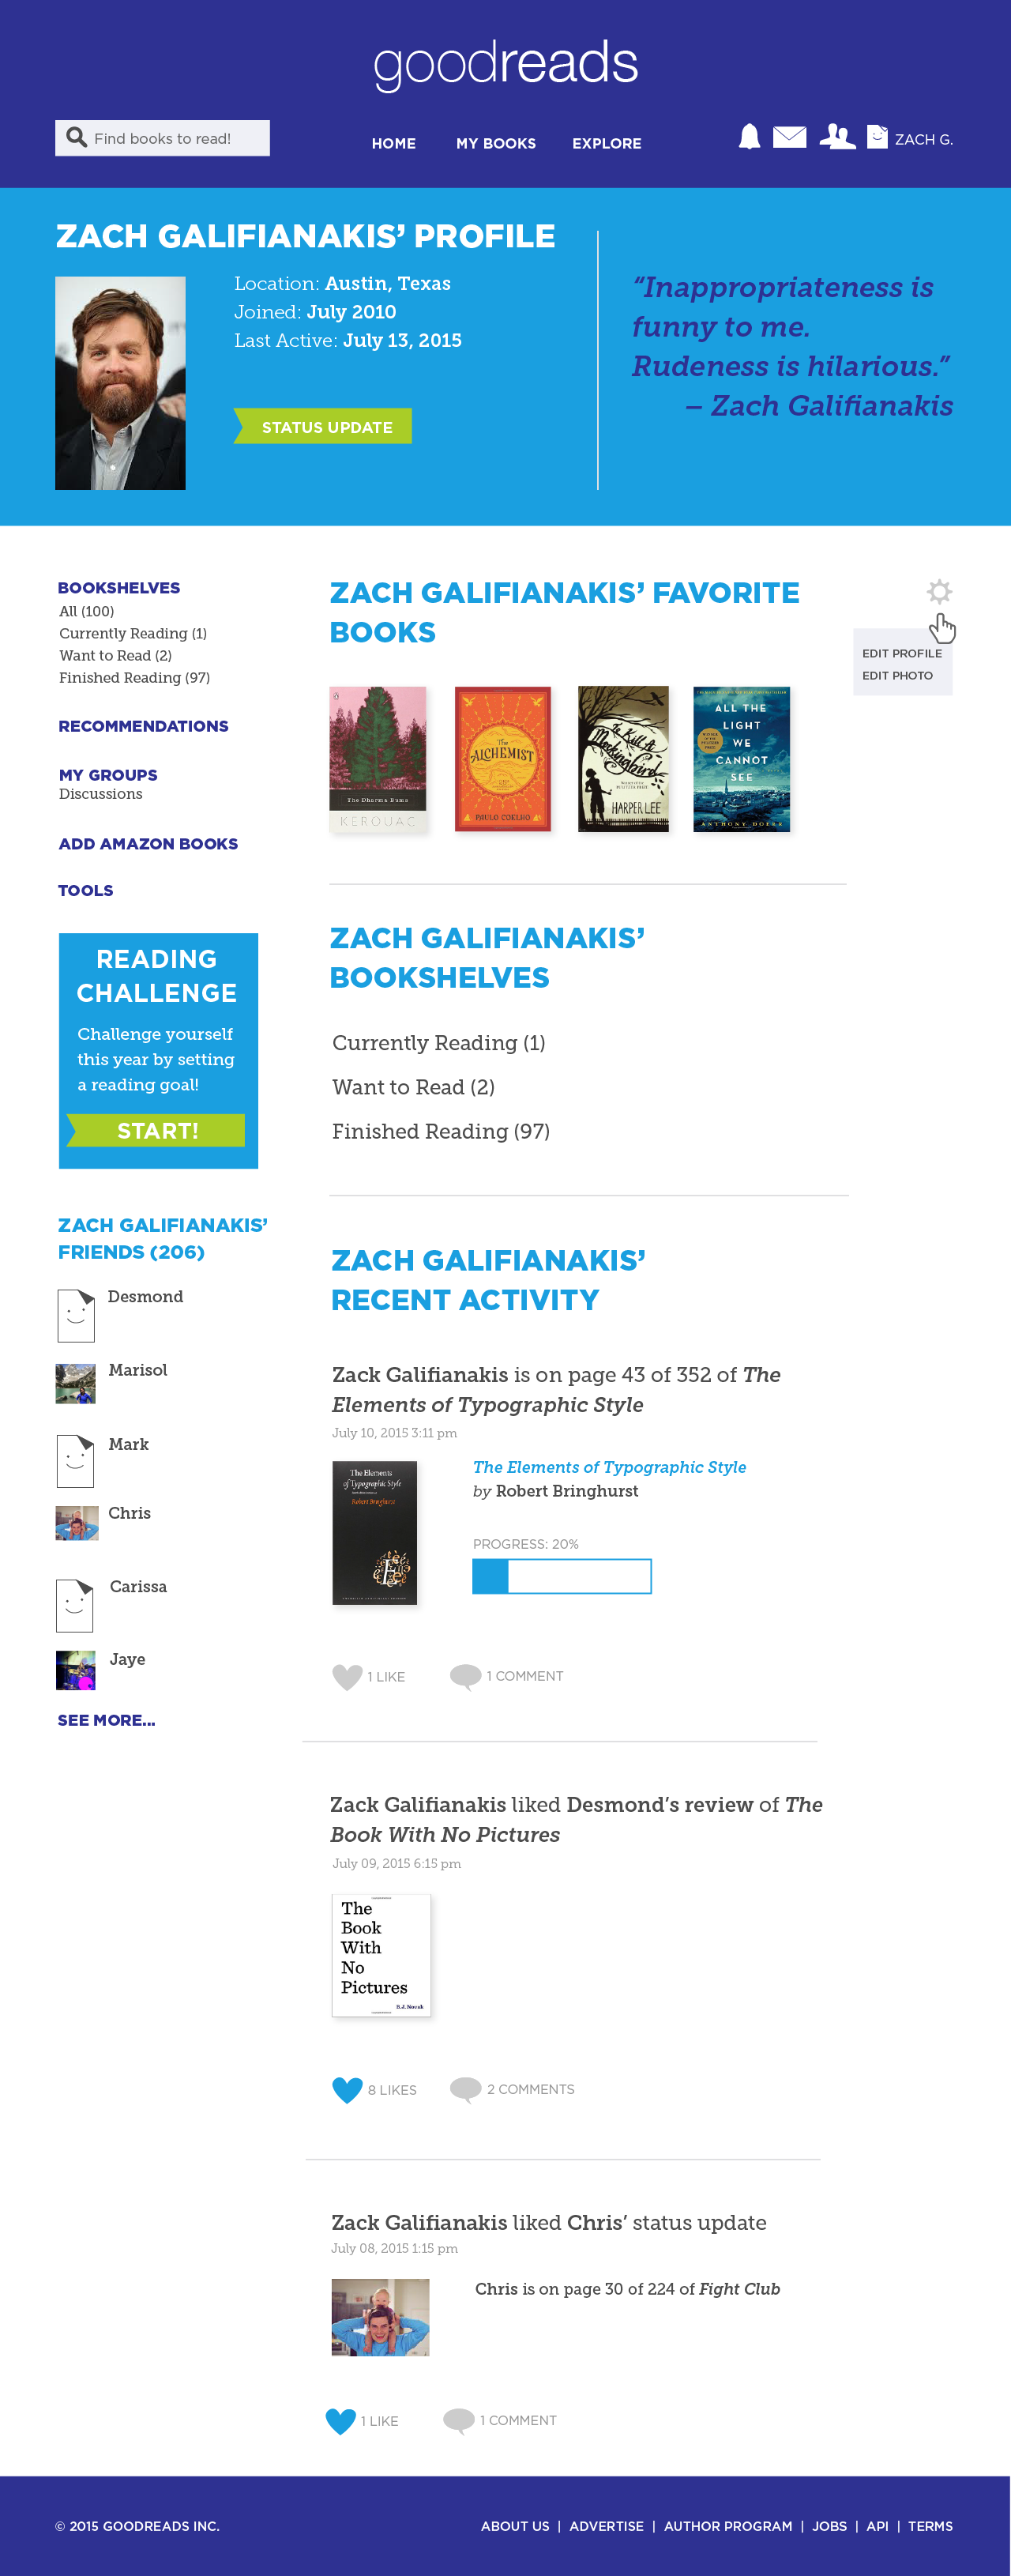 goodreads
Find books to read!
HOME
MY BOOKS
EXPLORE
ZACH G.
ZACH GALIFIANAKIS’ PROFILE
Location: Austin, Texas
Joined: July 2010
Last Active: July 13, 2015
STATUS UPDATE
“Inappropriateness is
funny to me.
Rudeness is hilarious.”
– Zach Galifianakis
BOOKSHELVES
All (100)
Currently Reading (1)
Want to Read (2)
Finished Reading (97)
RECOMMENDATIONS
MY GROUPS
Discussions
ADD AMAZON BOOKS
TOOLS
READING
CHALLENGE
Challenge yourself
this year by setting
a reading goal!
START!
ZACH GALIFIANAKIS’
FRIENDS (206)
Desmond
Marisol
Mark
Chris
Carissa
Jaye
SEE MORE...
ZACH GALIFIANAKIS’ FAVORITE
BOOKS
EDIT PROFILE
EDIT PHOTO
The Dharma Bums
KEROUAC
The
ALCHEMIST
PAULO COELHO
To Kill A
Mockingbird
HARPER LEE
ALL THE
LIGHT
WE
CANNOT
SEE
ANTHONY DOERR
ZACH GALIFIANAKIS’
BOOKSHELVES
Currently Reading (1)
Want to Read (2)
Finished Reading (97)
ZACH GALIFIANAKIS’
RECENT ACTIVITY
Zack Galifianakis is on page 43 of 352 of The
Elements of Typographic Style
July 10, 2015 3:11 pm
The Elements
of Typographic Style
Robert Bringhurst
The Elements of Typographic Style
by Robert Bringhurst
PROGRESS: 20%
1 LIKE
1 COMMENT
Zack Galifianakis liked Desmond’s review of The
Book With No Pictures
July 09, 2015 6:15 pm
The
Book
With
No
Pictures
B.J. Novak
8 LIKES
2 COMMENTS
Zack Galifianakis liked Chris’ status update
July 08, 2015 1:15 pm
Chris is on page 30 of 224 of Fight Club
1 LIKE
1 COMMENT
© 2015 GOODREADS INC.
ABOUT US | ADVERTISE | AUTHOR PROGRAM | JOBS | API | TERMS